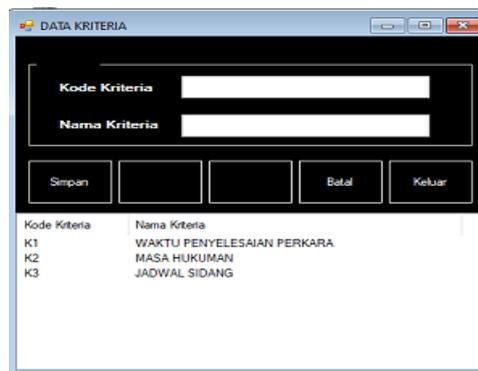 DATA KRITERIA
Kode Kriteria
Nama Kriteria
Simpan Batal Keluar
Kode Kriteria Nama Kriteria
K1 WAKTU PENYELESAIAN PERKARA
K2 MASA HUKUMAN
K3 JADWAL SIDANG